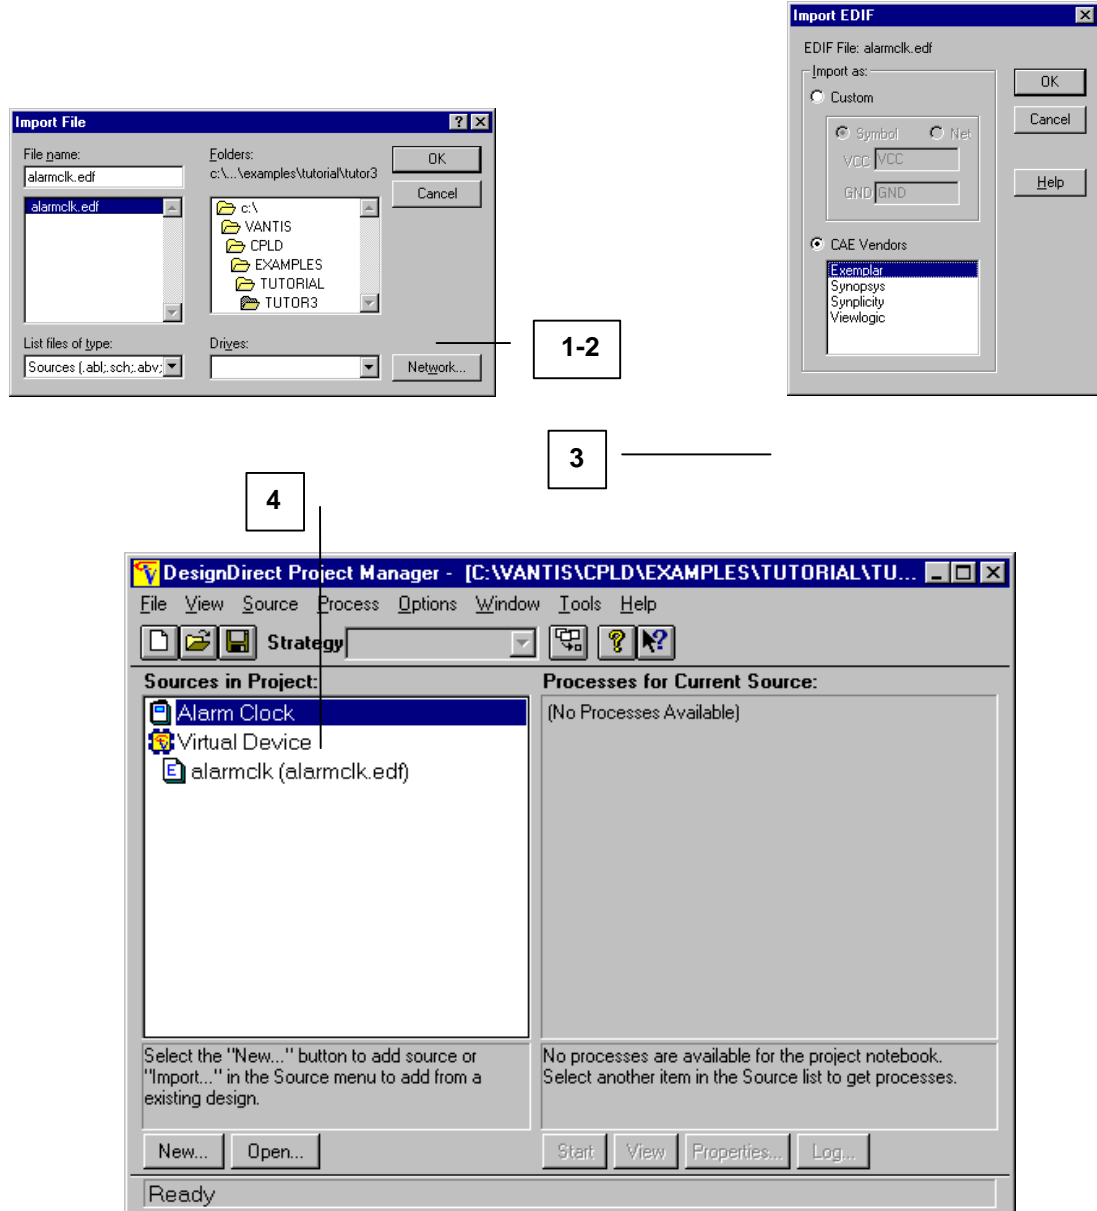 Import EDIF
EDIF File: alarmclk.edf
Import as:
Custom
Symbol
Net
VCC VCC
GND GND
CAE Vendors
Exemplar
Synopsys
Synplicity
Viewlogic
OK
Cancel
Help
Import File
File name:
alarmclk.edf
alarmclk.edf
List files of type:
Sources (.abl;.sch;.abv;
Folders:
c:\...\examples\tutorial\tutor3
c:\
VANTIS
CPLD
EXAMPLES
TUTORIAL
TUTOR3
Drives:
OK
Cancel
Network...
1-2
3
4
DesignDirect Project Manager - [C:\VANTIS\CPLD\EXAMPLES\TUTORIAL\TU...
File View Source Process Options Window Tools Help
Strategy
Sources in Project:
Alarm Clock
Virtual Device
alarmclk (alarmclk.edf)
Select the "New..." button to add source or
"Import..." in the Source menu to add from a
existing design.
New... Open...
Processes for Current Source:
(No Processes Available)
No processes are available for the project notebook.
Select another item in the Source list to get processes.
Start View Properties... Log...
Ready